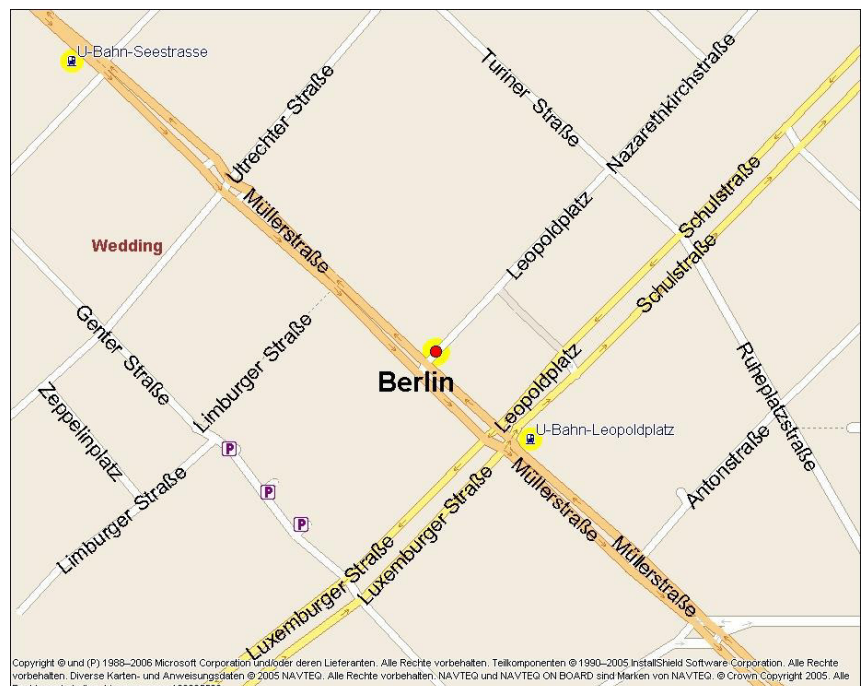 U-Bahn-Seestrasse
Utrechter Straße
Turiner Straße
Nazarethkirchstraße
Müllerstraße
Wedding
Leopoldplatz
Schulstraße
Schulstraße
Genter Straße
Limburger Straße
Berlin
Leopoldplatz
Ruheplatzstraße
Zeppelinplatz
U-Bahn-Leopoldplatz
Antonstraße
P
P
P
Limburger Straße
Luxemburger Straße
Luxemburger Straße
Müllerstraße
Müllerstraße
Copyright © und (P) 1988–2006 Microsoft Corporation und/oder deren Lieferanten. Alle Rechte vorbehalten. Teilkomponenten © 1990–2005 InstallShield Software Corporation. Alle Rechte
vorbehalten. Diverse Karten- und Anweisungsdaten © 2005 NAVTEQ. Alle Rechte vorbehalten. NAVTEQ und NAVTEQ ON BOARD sind Marken von NAVTEQ. © Crown Copyright 2005. Alle